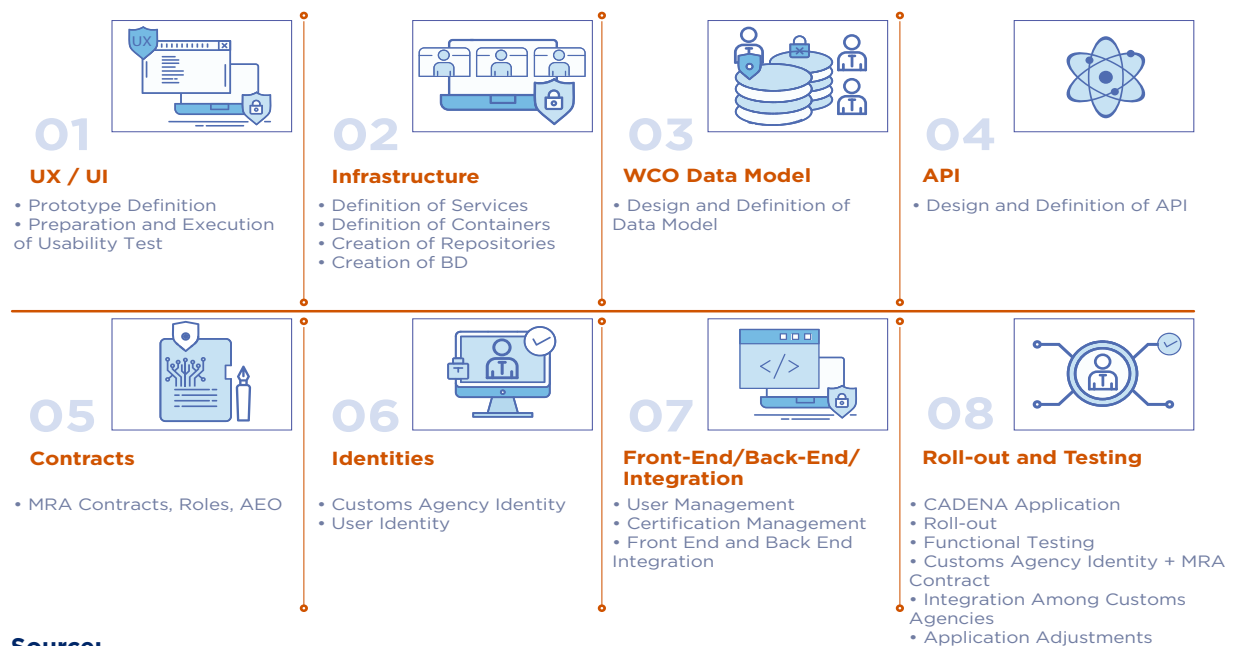 UX
01
UX / UI
• Prototype Definition
• Preparation and Execution
of Usability Test
02
Infrastructure
• Definition of Services
• Definition of Containers
• Creation of Repositories
• Creation of BD
03
WCO Data Model
• Design and Definition of
Data Model
04
API
• Design and Definition of API
05
Contracts
• MRA Contracts, Roles, AEO
06
Identities
• Customs Agency Identity
• User Identity
07
</>
Front-End/Back-End/
Integration
• User Management
• Certification Management
• Front End and Back End
Integration
08
Roll-out and Testing
• CADENA Application
• Roll-out
• Functional Testing
• Customs Agency Identity + MRA
Contract
• Integration Among Customs
Agencies
• Application Adjustments
Source: